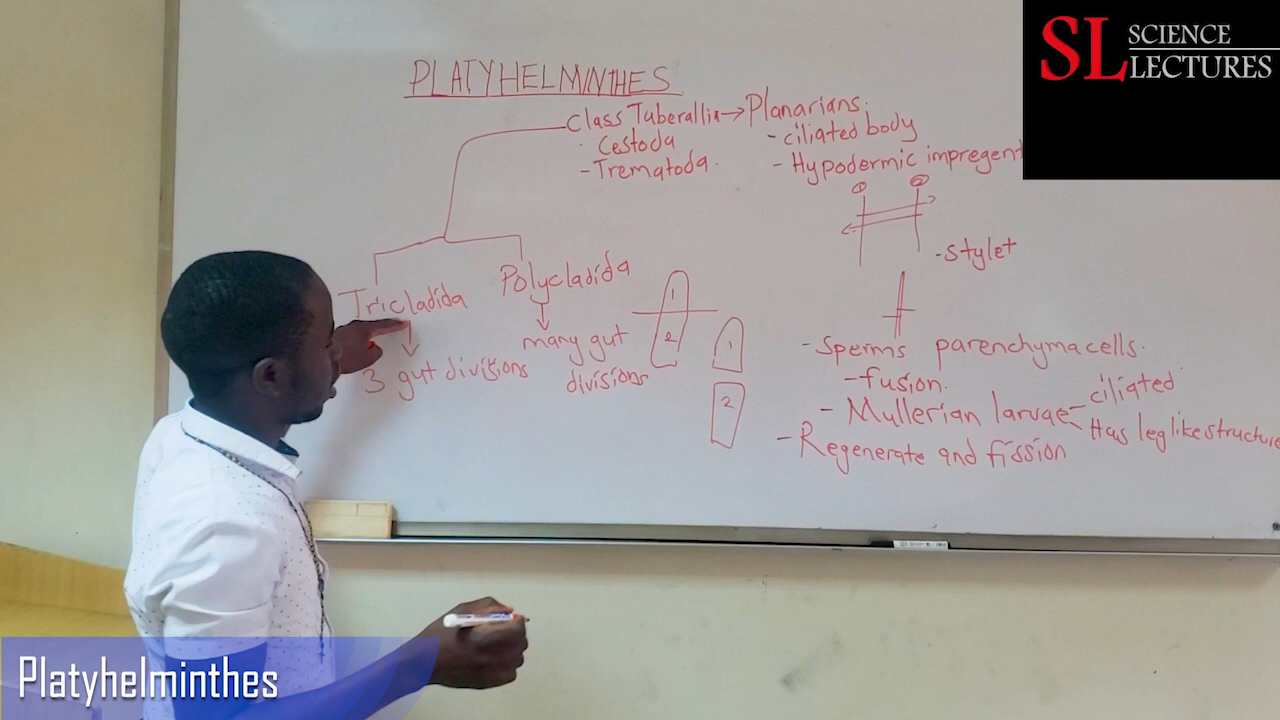 SL SCIENCE LECTURES
PLATYHELMINTHES
Class Tuberallia → Planarians.
- Cestoda
- Trematoda.
- ciliated body
- Hypodermic impregent
1 2
- stylet
Tricladida
Polycladida
3 gut divisions
many gut
divisions
1
2
1
2
- Sperms parenchyma cells.
- fusion.
- Mullerian larvae
ciliated
Has leg like structure
- Regenerate and fission
Platyhelminthes